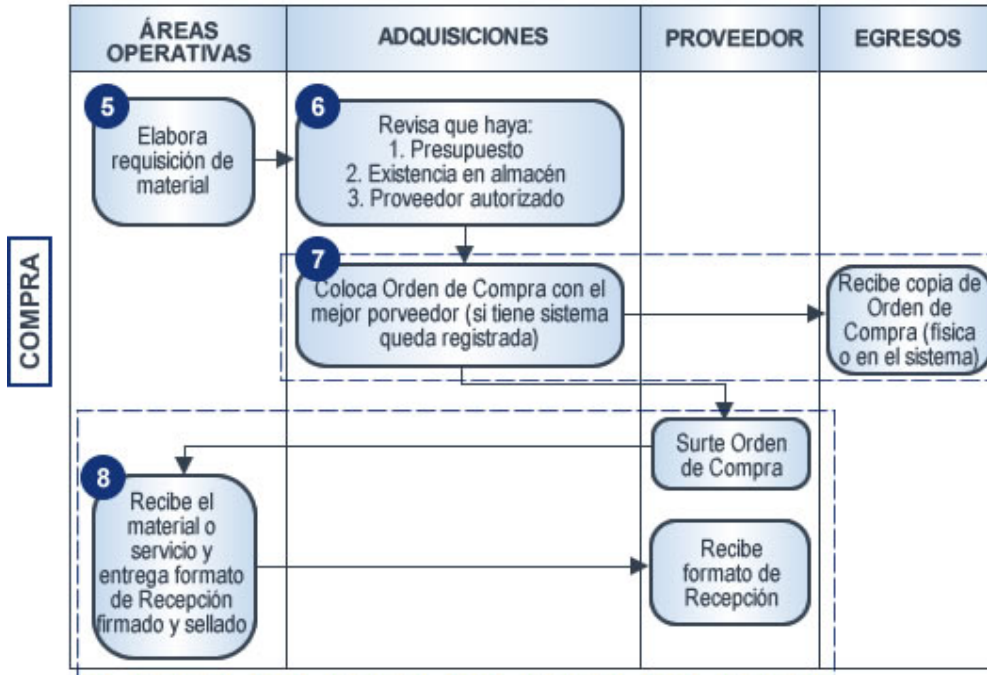 ÁREAS
OPERATIVAS
ADQUISICIONES
PROVEEDOR
EGRESOS
COMPRA
5
Elabora
requisición de
material
6
Revisa que haya:
1. Presupuesto
2. Existencia en almacén
3. Proveedor autorizado
7
Coloca Orden de Compra con el
mejor porveedor (si tiene sistema
queda registrada)
Recibe copia de
Orden de
Compra (física
o en el sistema)
Surte Orden
de Compra
8
Recibe el
material o
servicio y
entrega formato
de Recepción
firmado y sellado
Recibe
formato de
Recepción